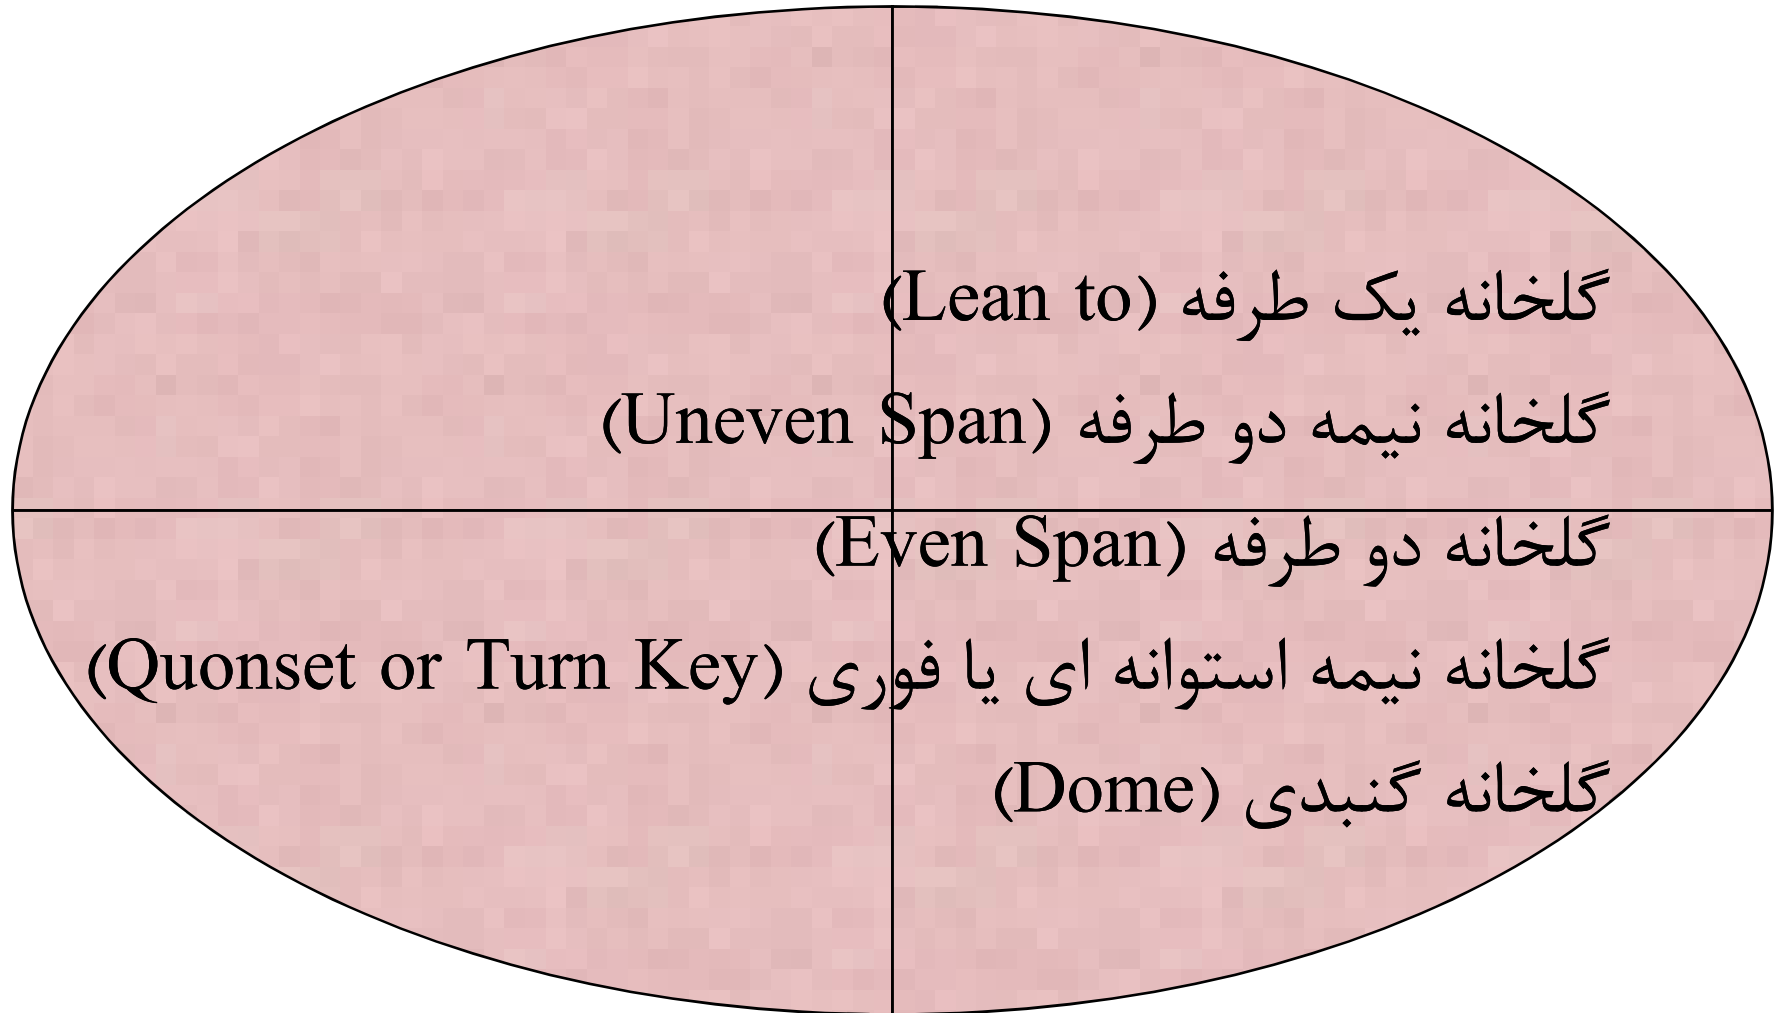 گلخانه یک طرفه (Lean to)
گلخانه نیمه دو طرفه (Uneven Span)
گلخانه دو طرفه (Even Span)
گلخانه نیمه استوانه ای یا فوری (Quonset or Turn Key)
گلخانه گنبدی (Dome)